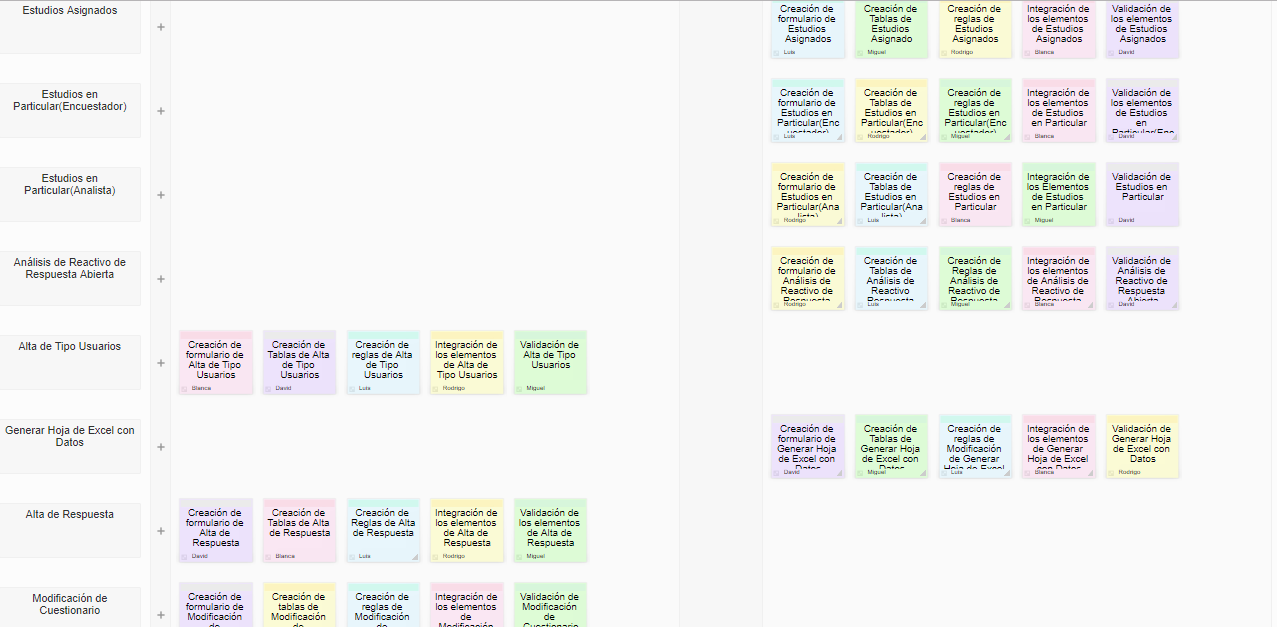 Estudios Asignados
+
Creación de
formulario de
Estudios
Asignados
Luis
Creación de
Tablas de
Estudios
Asignado
Miguel
Creación de
reglas de
Estudios
Asignados
Rodrigo
Integración de
los elementos
de Estudios
Asignados
Blanca
Validación de
los elementos
de Estudios
Asignados
David
Estudios en
Particular(Encuestador)
+
Creación de
formulario de
Estudios en
Particular(Enc
uestador)
Luis
Creación de
Tablas de
Estudios en
Particular(Enc
uestador)
Rodrigo
Creación de
reglas de
Estudios en
Particular(Enc
uestador)
Miguel
Integración de
los elementos
de Estudios
en Particular
Blanca
Validación de
los elementos
de Estudios
en
Particular(Enc
David
Estudios en
Particular(Analista)
+
Creación de
formulario de
Estudios en
Particular(Ana
lista)
Rodrigo
Creación de
Tablas de
Estudios en
Particular(Ana
lista)
Luis
Creación de
reglas de
Estudios en
Particular
Blanca
Integración de
los Elementos
de Estudios
en Particular
Miguel
Validación de
Estudios en
Particular
David
Análisis de Reactivo de
Respuesta Abierta
+
Creación de
formulario de
Análisis de
Reactivo de
Respuesta
Rodrigo
Creación de
Tablas de
Análisis de
Reactivo
Respuesta
Luis
Creación de
Reglas de
Análisis de
Reactivo de
Respuesta
Miguel
Integración de
los elementos
de Análisis de
Reactivo de
Respuesta
Blanca
Validación de
Análisis de
Reactivo de
Respuesta
Abierta
David
Alta de Tipo Usuarios
+
Creación de
formulario de
Alta de Tipo
Usuarios
Blanca
Creación de
Tablas de Alta
de Tipo
Usuarios
David
Creación de
reglas de Alta
de Tipo
Usuarios
Luis
Integración de
los elementos
de Alta de
Tipo Usuarios
Rodrigo
Validación de
Alta de Tipo
Usuarios
Miguel
Generar Hoja de Excel con
Datos
+
Creación de
formulario de
Generar Hoja
de Excel con
Datos
David
Creación de
Tablas de
Generar Hoja
de Excel con
Datos
Miguel
Creación de
reglas de
Modificación
de Generar
Hoja de Excel
Luis
Integración de
los elementos
de Generar
Hoja de Excel
con Datos
Blanca
Validación de
Generar Hoja
de Excel con
Datos
Rodrigo
Alta de Respuesta
+
Creación de
formulario de
Alta de
Respuesta
David
Creación de
Tablas de Alta
de Respuesta
Blanca
Creación de
Reglas de Alta
de Respuesta
Luis
Integración de
los elementos
de Alta de
Respuesta
Rodrigo
Validación de
los elementos
de Alta de
Respuesta
Miguel
Modificación de
Cuestionario
+
Creación de
formulario de
Modificación
de
Creación de
tablas de
Modificación
de
Creación de
reglas de
Modificación
de
Integración de
los elementos
de
Modificación
Validación de
Modificación
de
Cuestionario